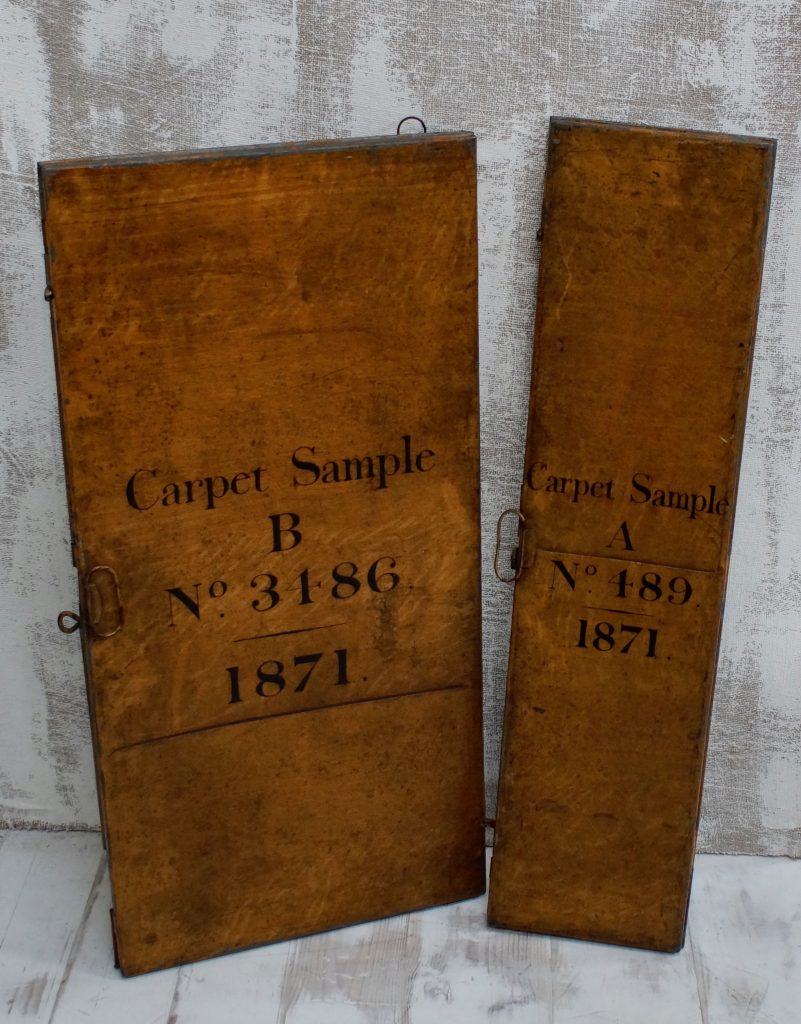 Carpet Sample
B
Nº. 3486.
1871.
Carpet Sample
A
Nº. 489.
1871.